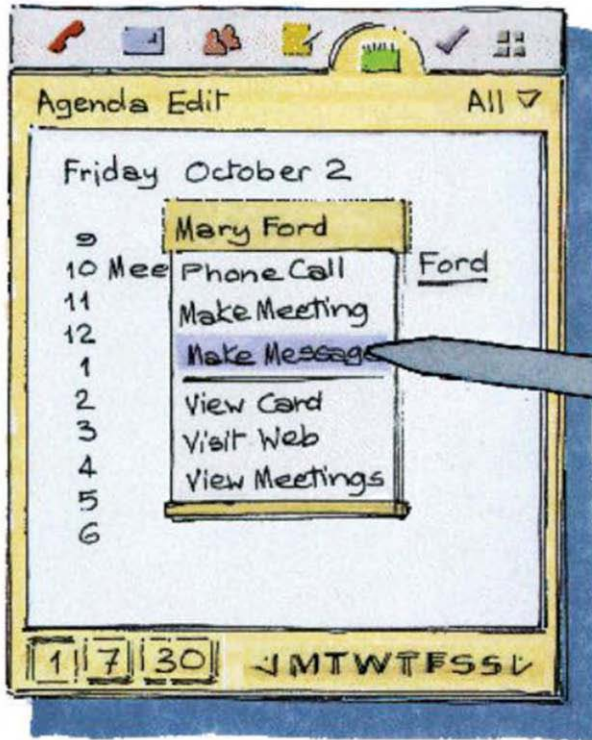 Agenda Edit All
Friday October 2
Mary Ford
9
10 Mee Phone Call Ford
11 Make Meeting
12
Make Message
1
2 View Card
3 Visit Web
4 View Meetings
5
6
1 7 30 MTWTFSS